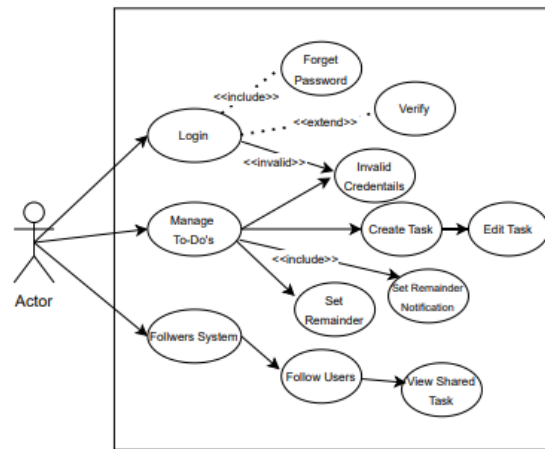 Forget
Password
<<include>>
Verify
<<extend>>
Login
<<invalid>>
Invalid
Credentails
Manage
To-Do's
Create Task
Edit Task
<<include>>
Set
Remainder
Set Remainder
Notification
Actor
Follwers System
Follow Users
View Shared
Task